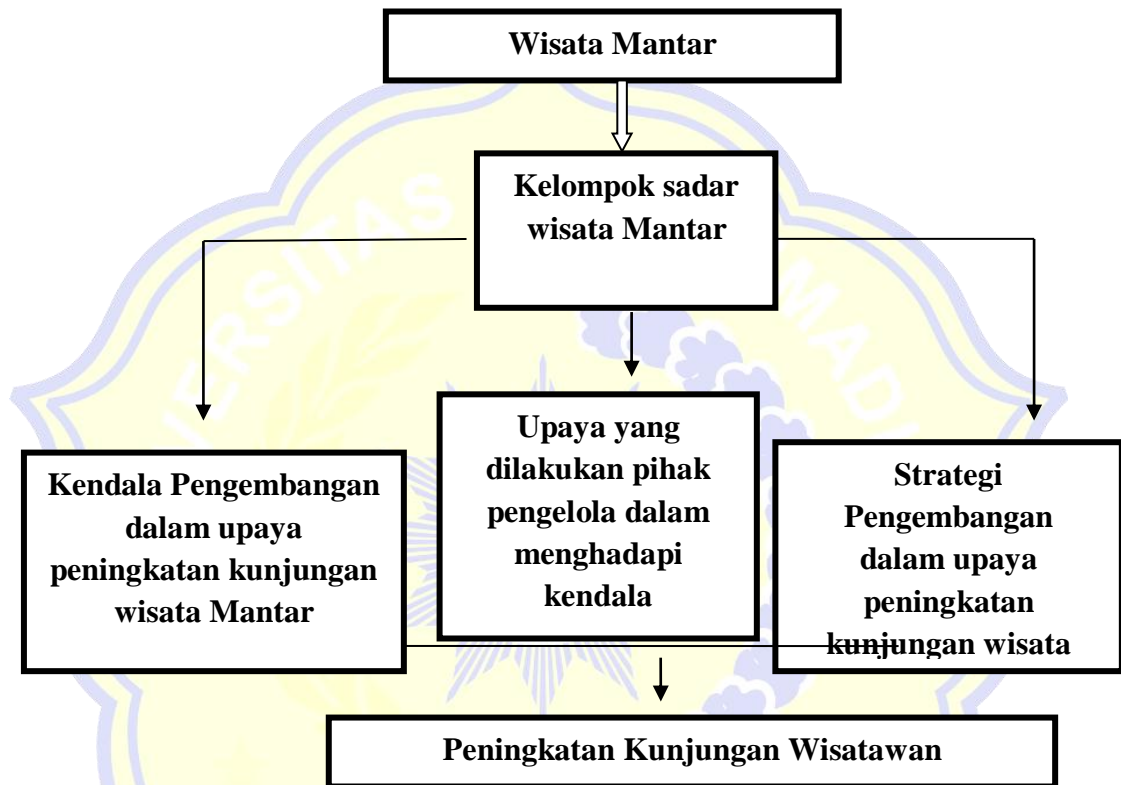 Wisata Mantar
Kelompok sadar
wisata Mantar
Kendala Pengembangan
dalam upaya
peningkatan kunjungan
wisata Mantar
Upaya yang
dilakukan pihak
pengelola dalam
menghadapi
kendala
Strategi
Pengembangan
dalam upaya
peningkatan
kunjungan wisata
Peningkatan Kunjungan Wisatawan